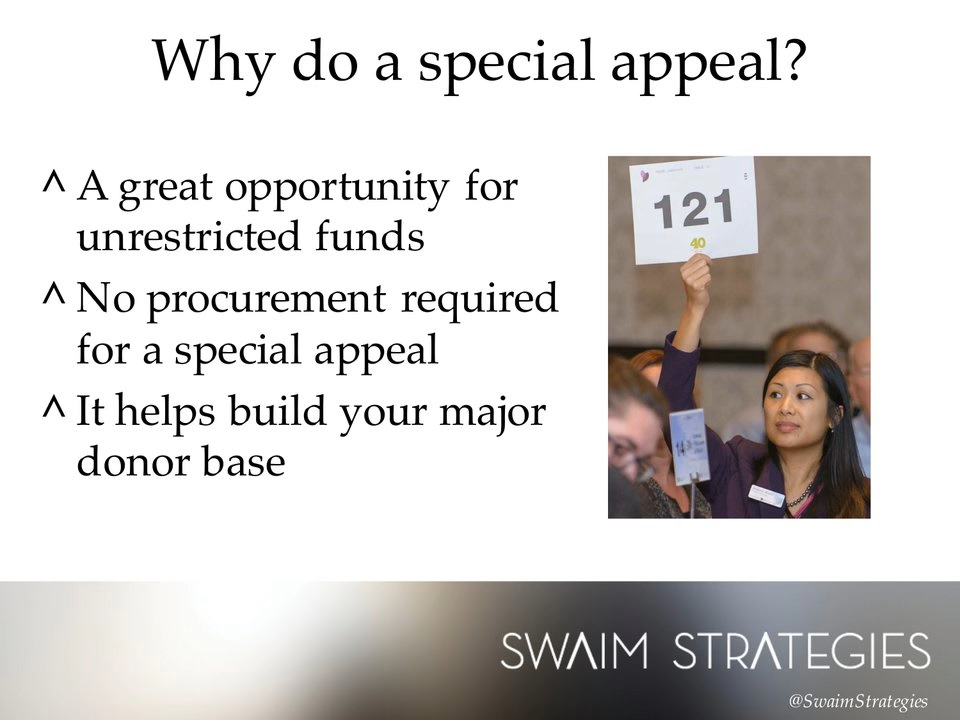 Why do a special appeal?
^ A great opportunity for
unrestricted funds
^ No procurement required
for a special appeal
^ It helps build your major
donor base
121
40
14
SWAIM STRATEGIES
@SwaimStrategies